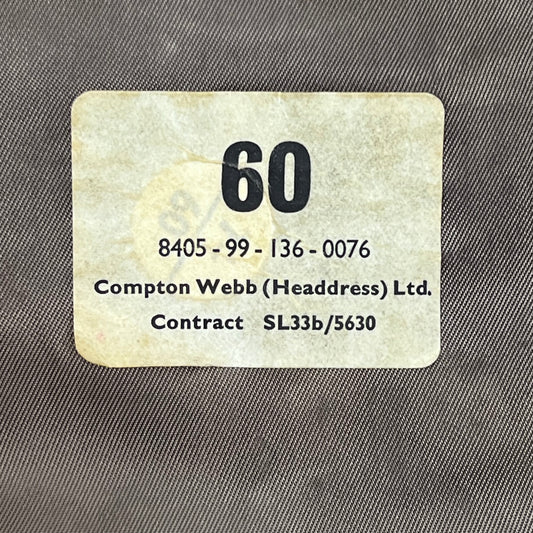 60
8405 - 99 - 136 - 0076
Compton Webb (Headdress) Ltd.
Contract SL33b/5630